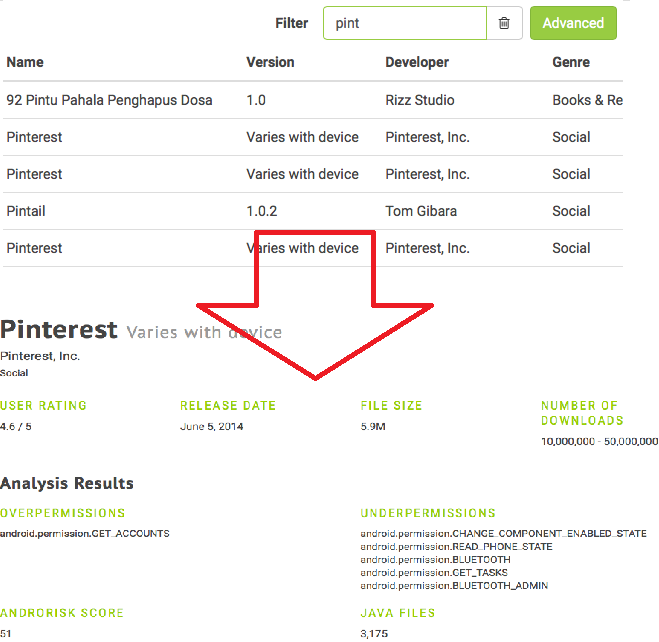 Filter pint Advanced
Name Version Developer Genre
92 Pintu Pahala Penghapus Dosa 1.0 Rizz Studio Books & Re
Pinterest Varies with device Pinterest, Inc. Social
Pinterest Varies with device Pinterest, Inc. Social
Pintail 1.0.2 Tom Gibara Social
Pinterest Varies with device Pinterest, Inc. Social
Pinterest Varies with device
Pinterest, Inc.
Social
USER RATING RELEASE DATE FILE SIZE NUMBER OF
DOWNLOADS
4.6 / 5 June 5, 2014 5.9M
10,000,000 - 50,000,000
Analysis Results
OVERPERMISSIONS UNDERPERMISSIONS
android.permission.GET_ACCOUNTS android.permission.CHANGE_COMPONENT_ENABLED_STATE
android.permission.READ_PHONE_STATE
android.permission.BLUETOOTH
android.permission.GET_TASKS
android.permission.BLUETOOTH_ADMIN
ANDRORISK SCORE JAVA FILES
51 3,175